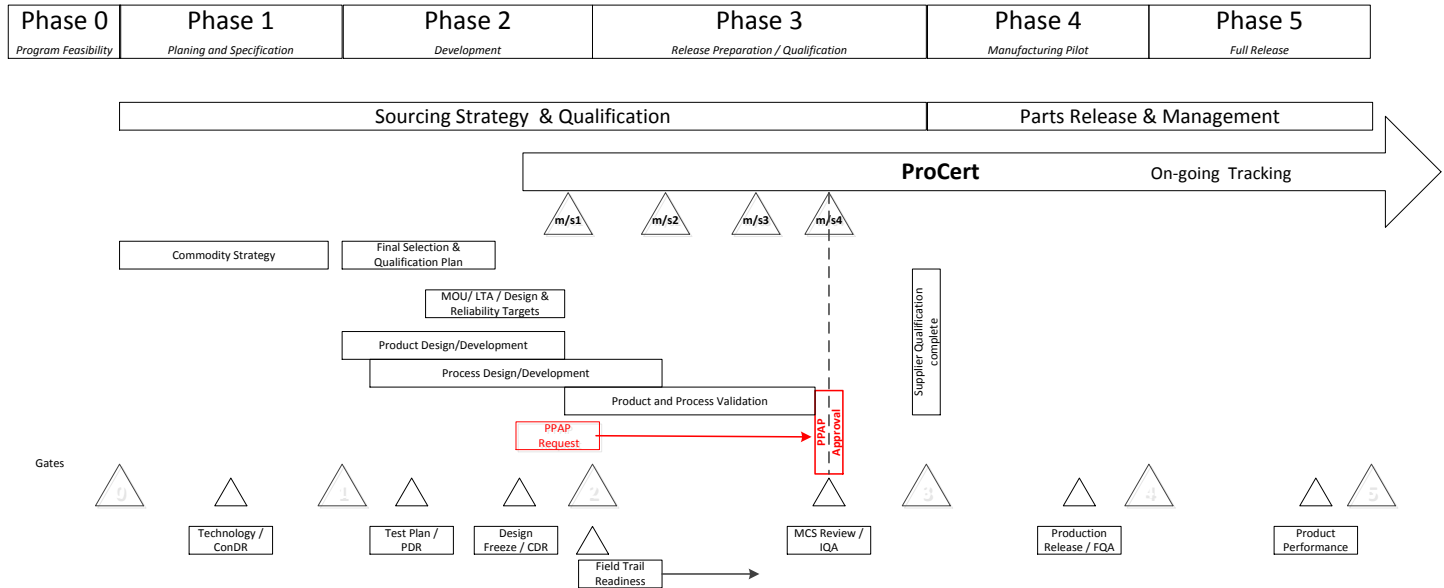 Phase 0
Program Feasibility
Phase 1
Planing and Specification
Phase 2
Development
Phase 3
Release Preparation / Qualification
Phase 4
Manufacturing Pilot
Phase 5
Full Release
Sourcing Strategy & Qualification
Parts Release & Management
ProCert
On-going Tracking
m/s1
m/s2
m/s3
m/s4
Commodity Strategy
Final Selection &
Qualification Plan
MOU/ LTA / Design &
Reliability Targets
Product Design/Development
Process Design/Development
Product and Process Validation
PPAP
Request
PPAP
Approval
Supplier Qualification
complete
Gates
0
1
2
3
4
5
Technology /
ConDR
Test Plan /
PDR
Design
Freeze / CDR
MCS Review /
IQA
Production
Release / FQA
Product
Performance
Field Trail
Readiness